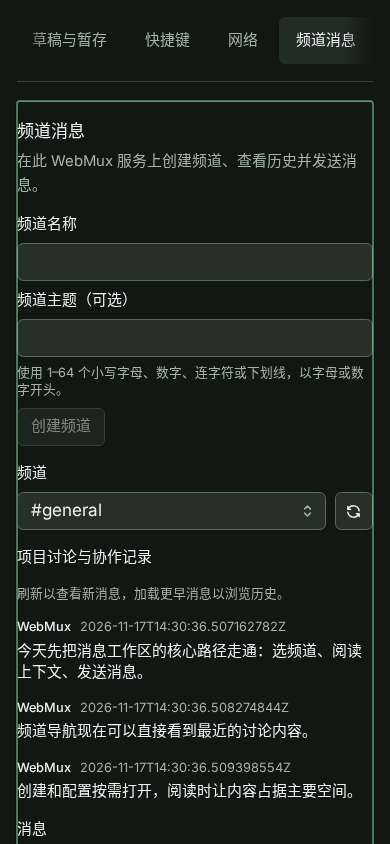 草稿与暂存 快捷键 网络 频道消息
频道消息
在此 WebMux 服务上创建频道、查看历史并发送消
息。
频道名称
频道主题（可选）
使用 1–64 个小写字母、数字、连字符或下划线，以字母或数
字开头。
创建频道
频道
#general
项目讨论与协作记录
刷新以查看新消息，加载更早消息以浏览历史。
WebMux 2026-11-17T14:30:36.507162782Z
今天先把消息工作区的核心路径走通：选频道、阅读
上下文、发送消息。
WebMux 2026-11-17T14:30:36.508274844Z
频道导航现在可以直接看到最近的讨论内容。
WebMux 2026-11-17T14:30:36.509398554Z
创建和配置按需打开，阅读时让内容占据主要空间。
消息